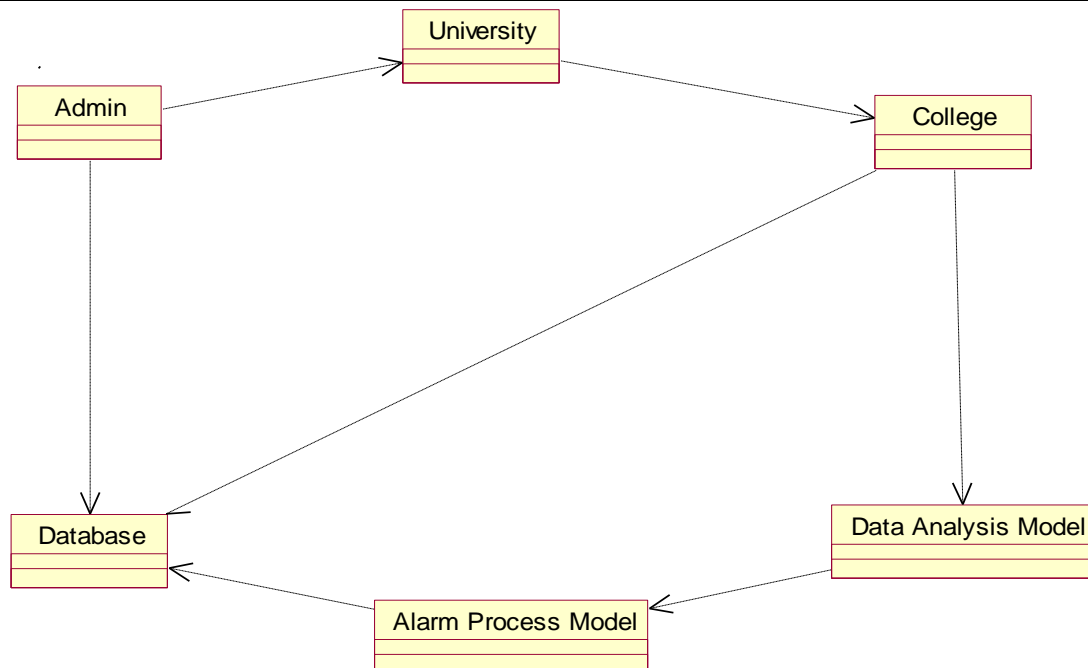 University
Admin
College
Database
Data Analysis Model
Alarm Process Model